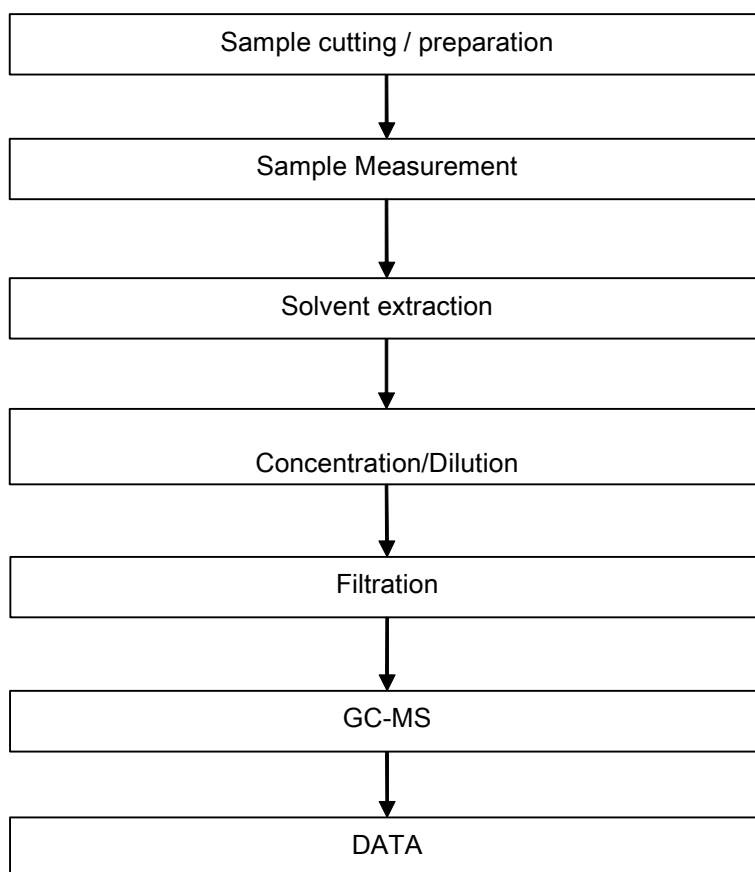 Sample cutting / preparation
Sample Measurement
Solvent extraction
Concentration/Dilution
Filtration
GC-MS
DATA